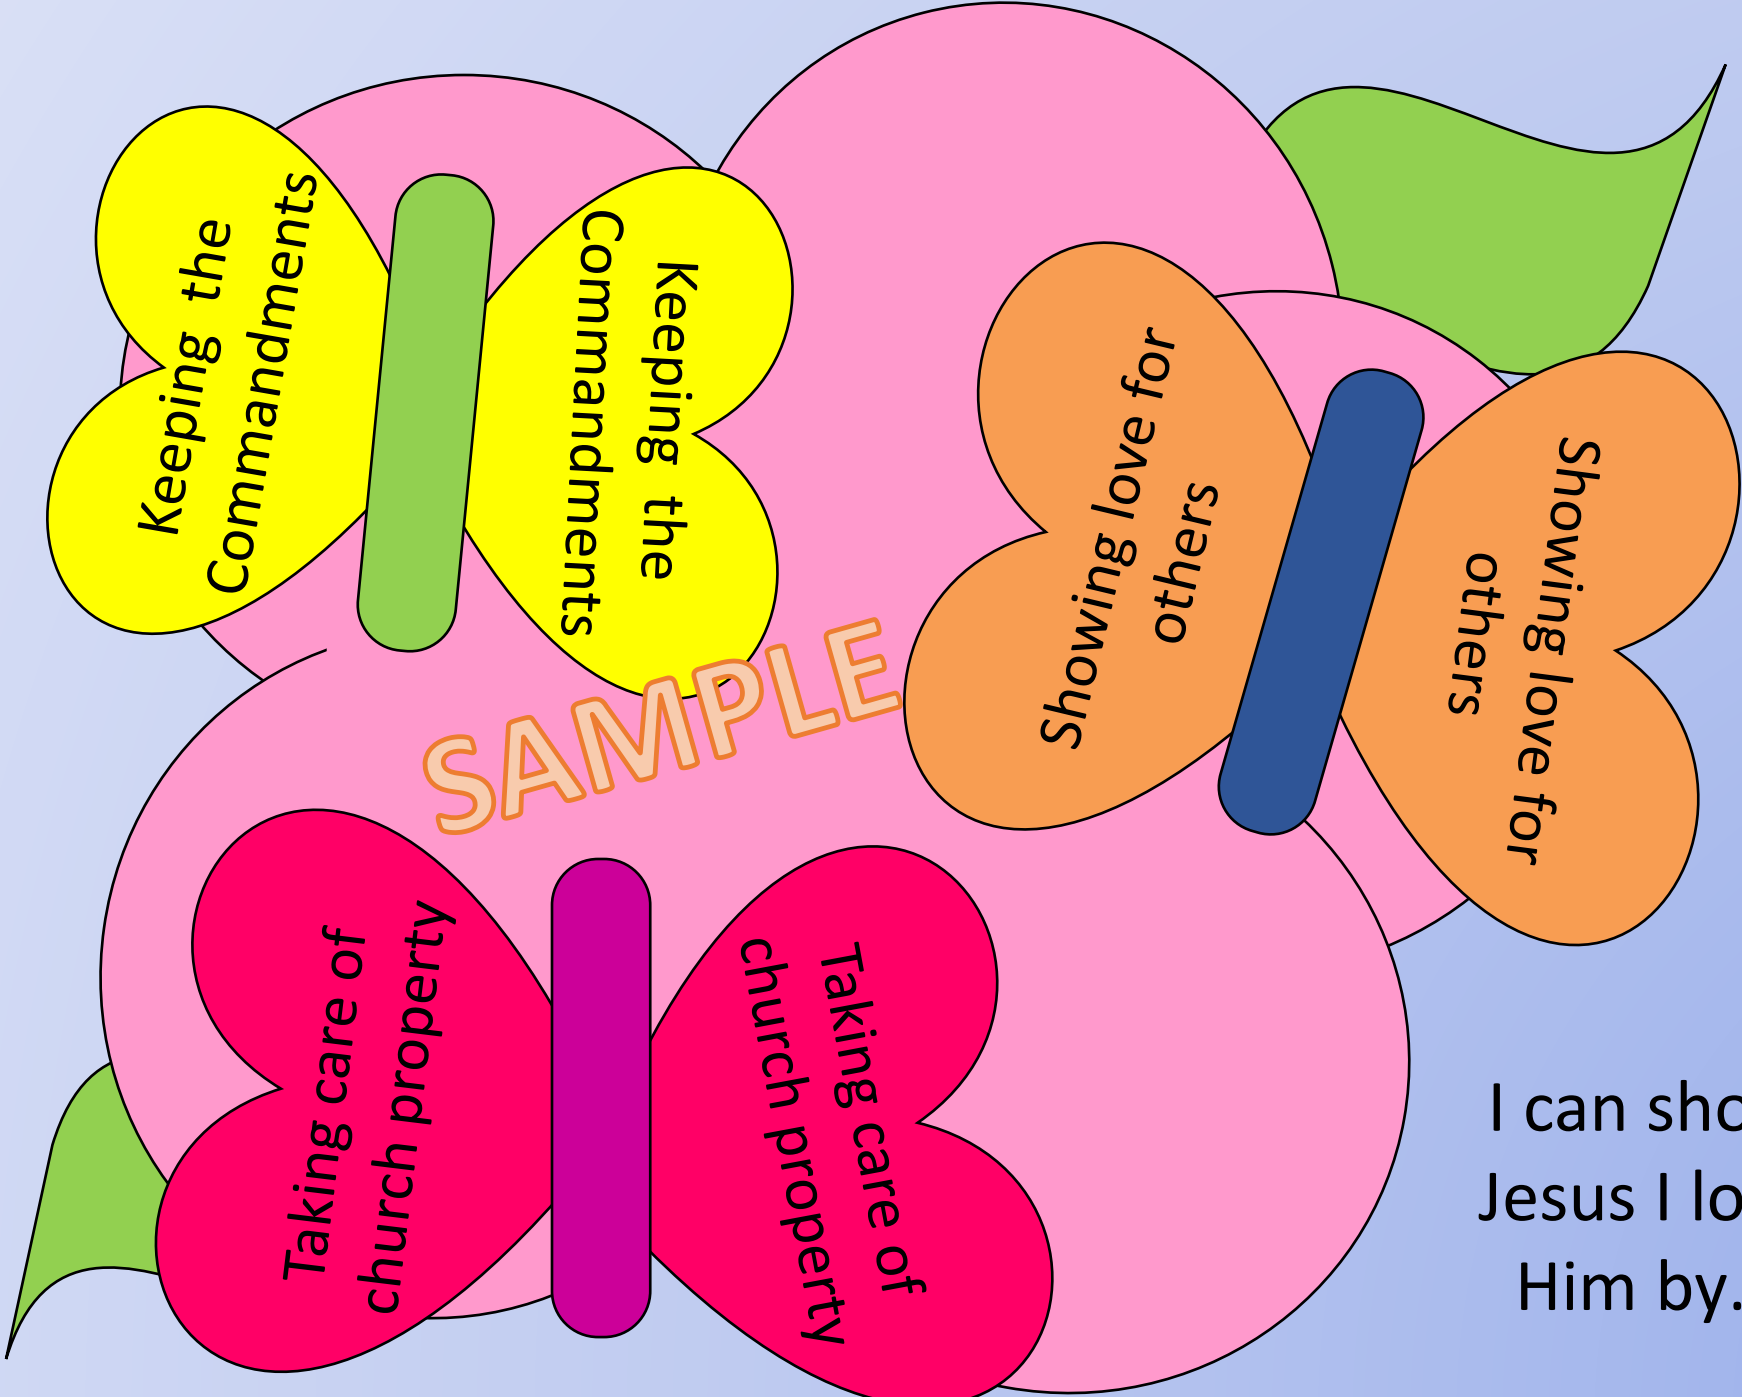 Keeping the
Commandments
Keeping the
Commandments
Showing love for
others
Showing love for
others
SAMPLE
Taking care of
church property
Taking care of
church property
I can sho
Jesus I lo
Him by.